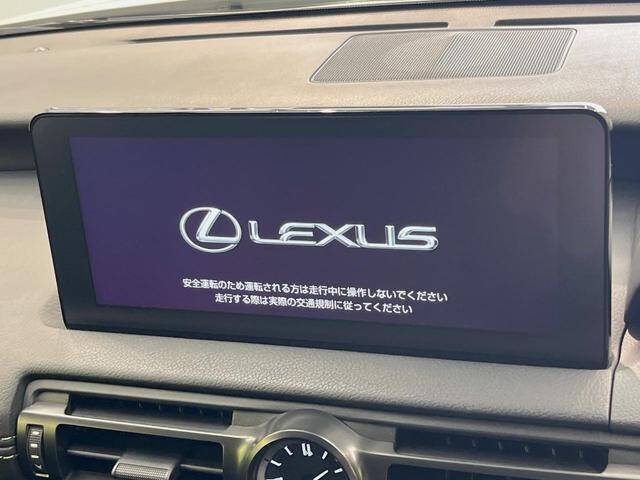 LEXUS
安全運転のため運転される方は走行中に操作しないでください
走行する際は実際の交通規制に従ってください